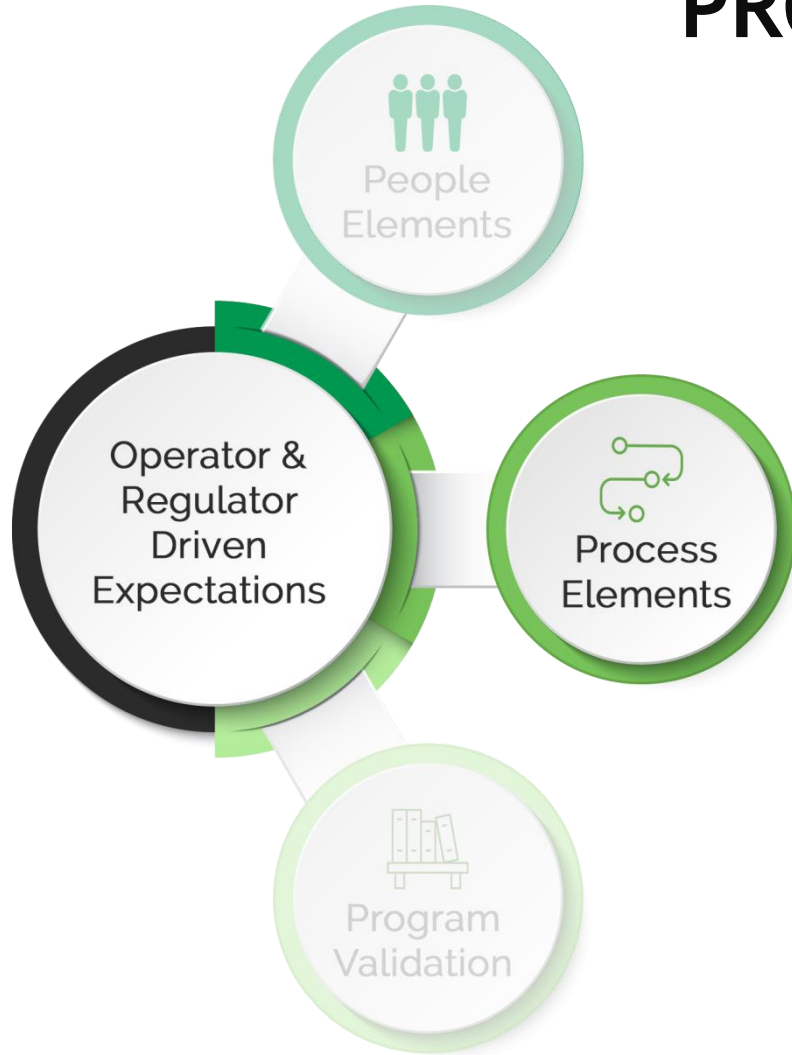 People
Elements
Operator &
Regulator
Driven
Expectations
Process
Elements
Program
Validation